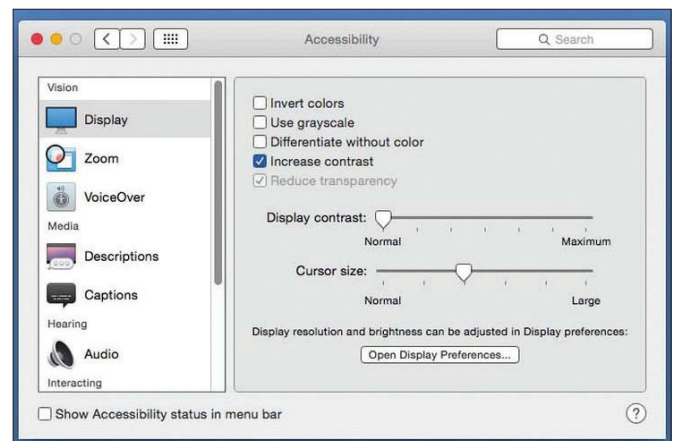 Accessibility
Search
Vision
Display
Zoom
VoiceOver
Media
Descriptions
Captions
Hearing
Audio
Interacting
Invert colors
Use grayscale
Differentiate without color
Increase contrast
Reduce transparency
Display contrast:
Normal Maximum
Cursor size:
Normal Large
Display resolution and brightness can be adjusted in Display preferences:
Open Display Preferences...
Show Accessibility status in menu bar
?